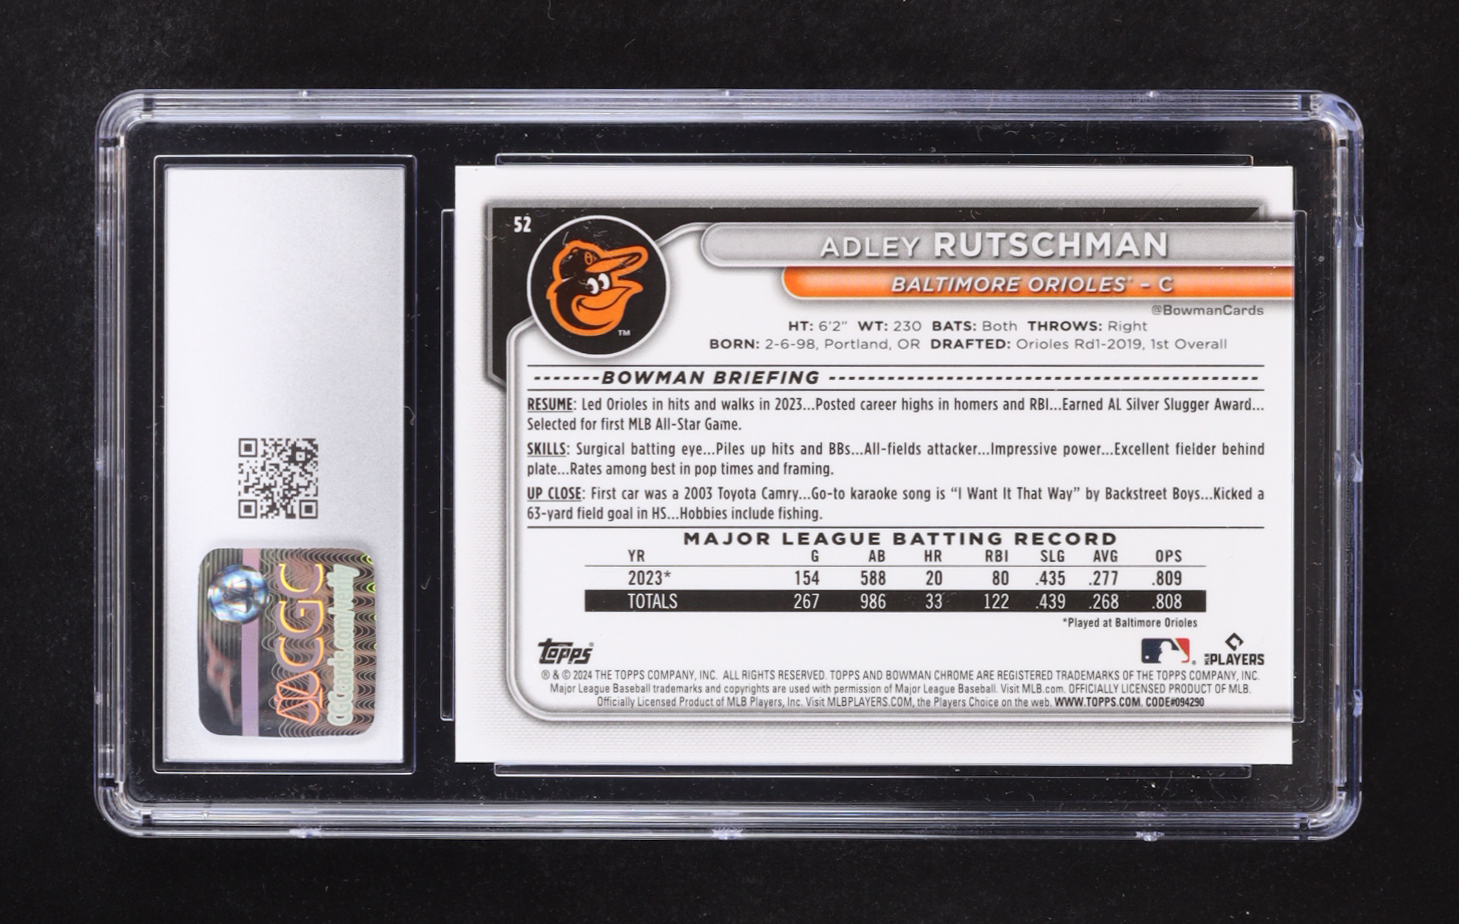 52
ADLEY RUTSCHMAN
BALTIMORE ORIOLES™ – C
@BowmanCards
HT: 6'2" WT: 230 BATS: Both THROWS: Right
BORN: 2-6-98, Portland, OR DRAFTED: Orioles Rd1-2019, 1st Overall
BOWMAN BRIEFING
RESUME: Led Orioles in hits and walks in 2023...Posted career highs in homers and RBI...Earned AL Silver Slugger Award...
Selected for first MLB All-Star Game.
SKILLS: Surgical batting eye...Piles up hits and BBs...All-fields attacker...Impressive power...Excellent fielder behind
plate...Rates among best in pop times and framing.
UP CLOSE: First car was a 2003 Toyota Camry...Go-to karaoke song is “I Want It That Way” by Backstreet Boys...Kicked a
63-yard field goal in HS...Hobbies include fishing.
MAJOR LEAGUE BATTING RECORD
YR G AB HR RBI SLG AVG OPS
2023* 154 588 20 80 .435 .277 .809
TOTALS 267 986 33 122 .439 .268 .808
*Played at Baltimore Orioles
TM
Topps®
MLB PLAYERS
® & © 2024 THE TOPPS COMPANY, INC. ALL RIGHTS RESERVED. TOPPS AND BOWMAN CHROME ARE REGISTERED TRADEMARKS OF THE TOPPS COMPANY, INC.
Major League Baseball trademarks and copyrights are used with permission of Major League Baseball. Visit MLB.com. OFFICIALLY LICENSED PRODUCT OF MLB.
Officially Licensed Product of MLB Players, Inc. Visit MLBPLAYERS.COM, the Players Choice on the web. WWW.TOPPS.COM. CODE#094290
CGC
CGCCards.com/verify